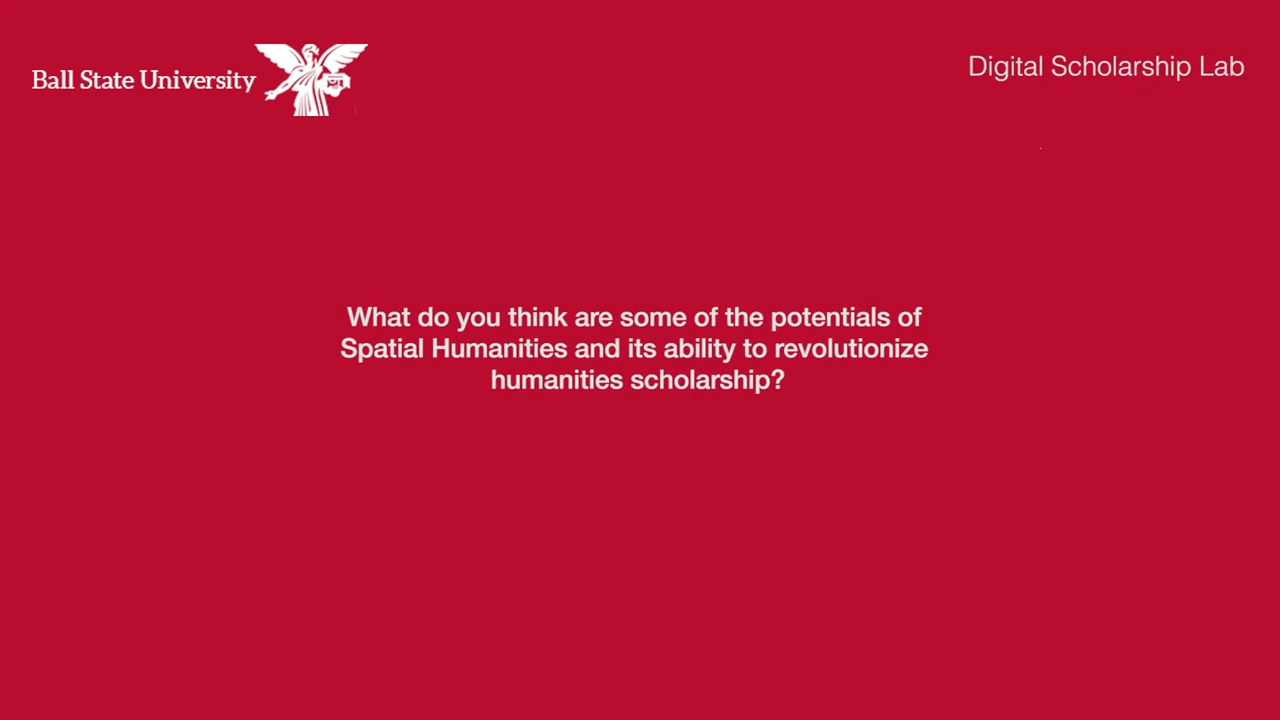 Ball State University
Digital Scholarship Lab
What do you think are some of the potentials of
Spatial Humanities and its ability to revolutionize
humanities scholarship?